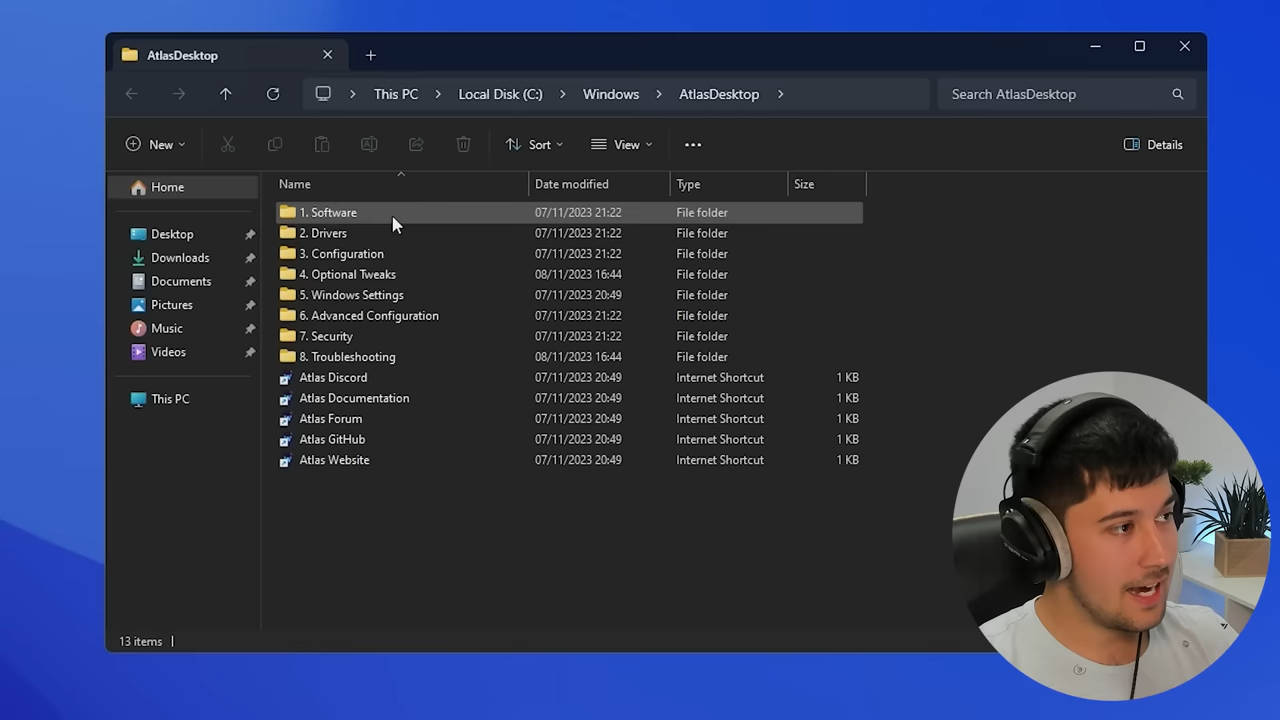 AtlasDesktop
This PC Local Disk (C:) Windows AtlasDesktop
Search AtlasDesktop
New Sort View Details
Name Date modified Type Size
Home
Desktop
Downloads
Documents
Pictures
Music
Videos
This PC
1. Software 07/11/2023 21:22 File folder
2. Drivers 07/11/2023 21:22 File folder
3. Configuration 07/11/2023 21:22 File folder
4. Optional Tweaks 08/11/2023 16:44 File folder
5. Windows Settings 07/11/2023 20:49 File folder
6. Advanced Configuration 07/11/2023 21:22 File folder
7. Security 07/11/2023 21:22 File folder
8. Troubleshooting 08/11/2023 16:44 File folder
Atlas Discord 07/11/2023 20:49 Internet Shortcut 1 KB
Atlas Documentation 07/11/2023 20:49 Internet Shortcut 1 KB
Atlas Forum 07/11/2023 20:49 Internet Shortcut 1 KB
Atlas GitHub 07/11/2023 20:49 Internet Shortcut 1 KB
Atlas Website 07/11/2023 20:49 Internet Shortcut 1 KB
13 items